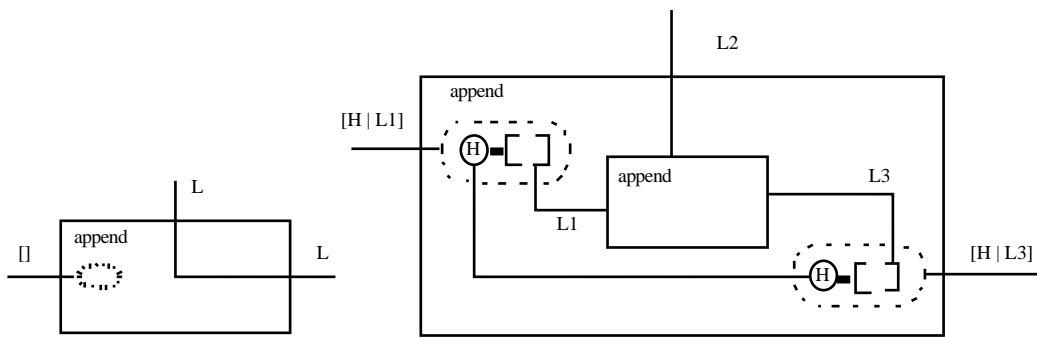 L
append
[]
L
L2
append
[H | L1]
H
append
L3
L1
H
[H | L3]